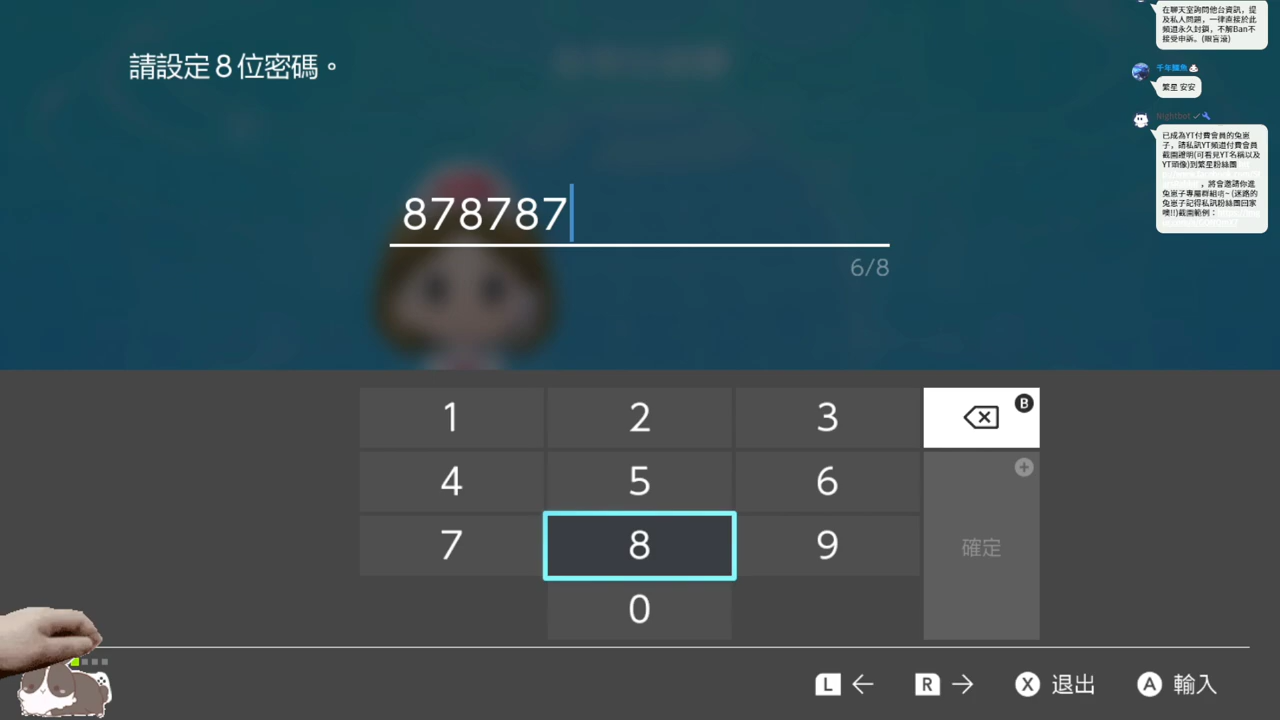 請設定8位密碼。
878787
6/8
1
2
3
B
4
5
6
+
7
8
9
確定
0
L
R
X 退出
A 輸入
在聊天室詢問他台資訊，提
及私人問題，一律直接於此
頻道永久封鎖，不解Ban不
接受申訴。
千年鱷魚
繁星 安安
Nightbot
已成為YT付費會員的兔崽
子，請私訊YT頻道付費會員
截圖證明(可看見YT名稱以及
YT頭像)到繁星粉絲團
，將會邀請你進
兔崽子專屬群組唷~ (迷路的
兔崽子記得私訊粉絲團回家
噢!!)截圖範例：